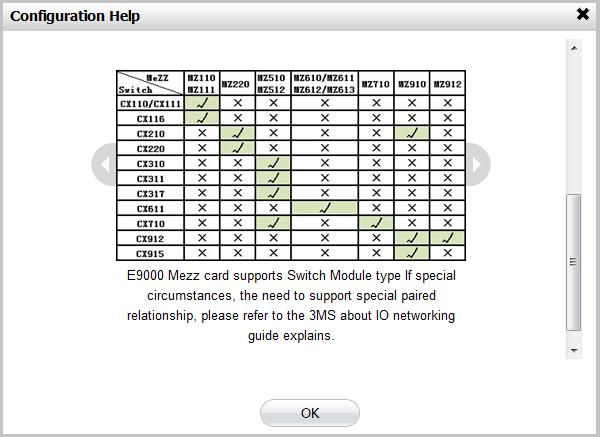 Configuration Help
MeZZ
Switch
MZ110 MZ111 MZ220 MZ510 MZ512 MZ610/MZ611 MZ612/MZ613 MZ710 MZ910 MZ912
CX110/CX111 ✓ × × × × × ×
CX116 ✓ × × × × × ×
CX210 × ✓ × × × ✓ ×
CX220 × ✓ × × × × ×
CX310 × × ✓ × × × ×
CX311 × × ✓ × × × ×
CX317 × × ✓ × × × ×
CX611 × × × ✓ × × ×
CX710 × × ✓ × ✓ × ×
CX912 × × × × × ✓ ✓
CX915 × × × × × ✓ ×
E9000 Mezz card supports Switch Module type If special
circumstances, the need to support special paired
relationship, please refer to the 3MS about IO networking
guide explains.
OK